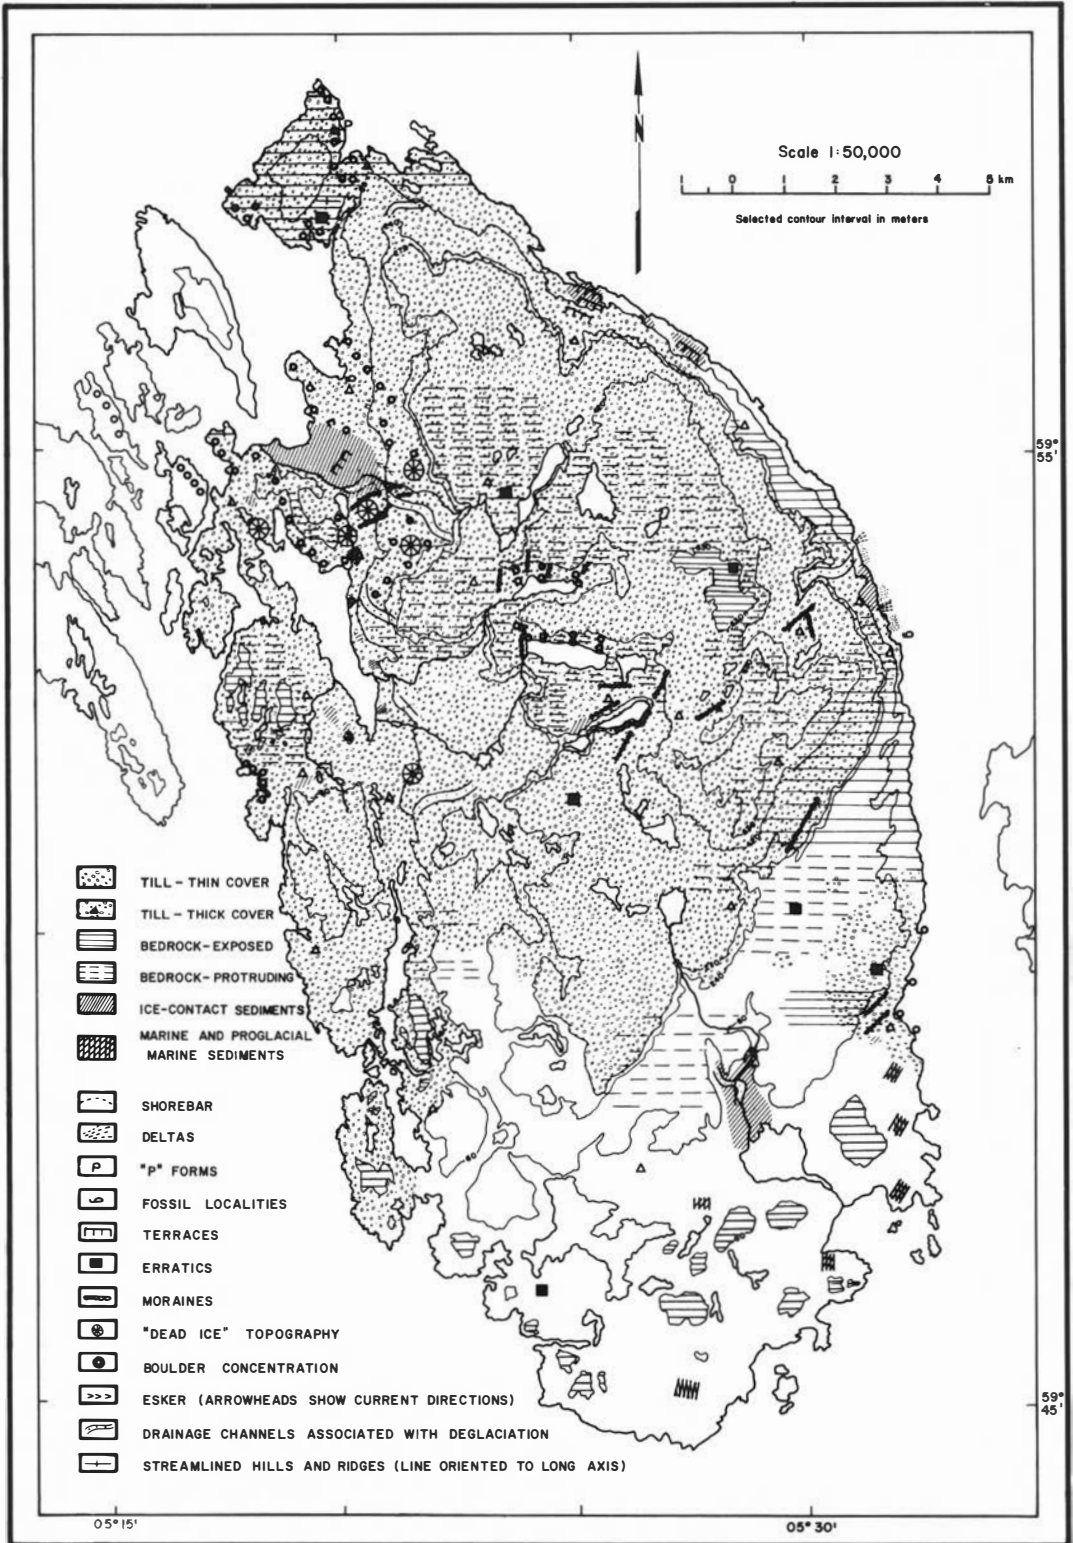 N
Scale 1:50,000
1 0 1 2 3 4 5 km
Selected contour interval in meters
59°
55'
TILL - THIN COVER
TILL - THICK COVER
BEDROCK - EXPOSED
BEDROCK - PROTRUDING
ICE-CONTACT SEDIMENTS
MARINE AND PROGLACIAL
MARINE SEDIMENTS
SHOREBAR
DELTAS
P "P" FORMS
FOSSIL LOCALITIES
TERRACES
ERRATICS
MORAINES
"DEAD ICE" TOPOGRAPHY
BOULDER CONCENTRATION
>>> ESKER (ARROWHEADS SHOW CURRENT DIRECTIONS)
DRAINAGE CHANNELS ASSOCIATED WITH DEGLACIATION
STREAMLINED HILLS AND RIDGES (LINE ORIENTED TO LONG AXIS)
59°
45'
05°15'
05°30'